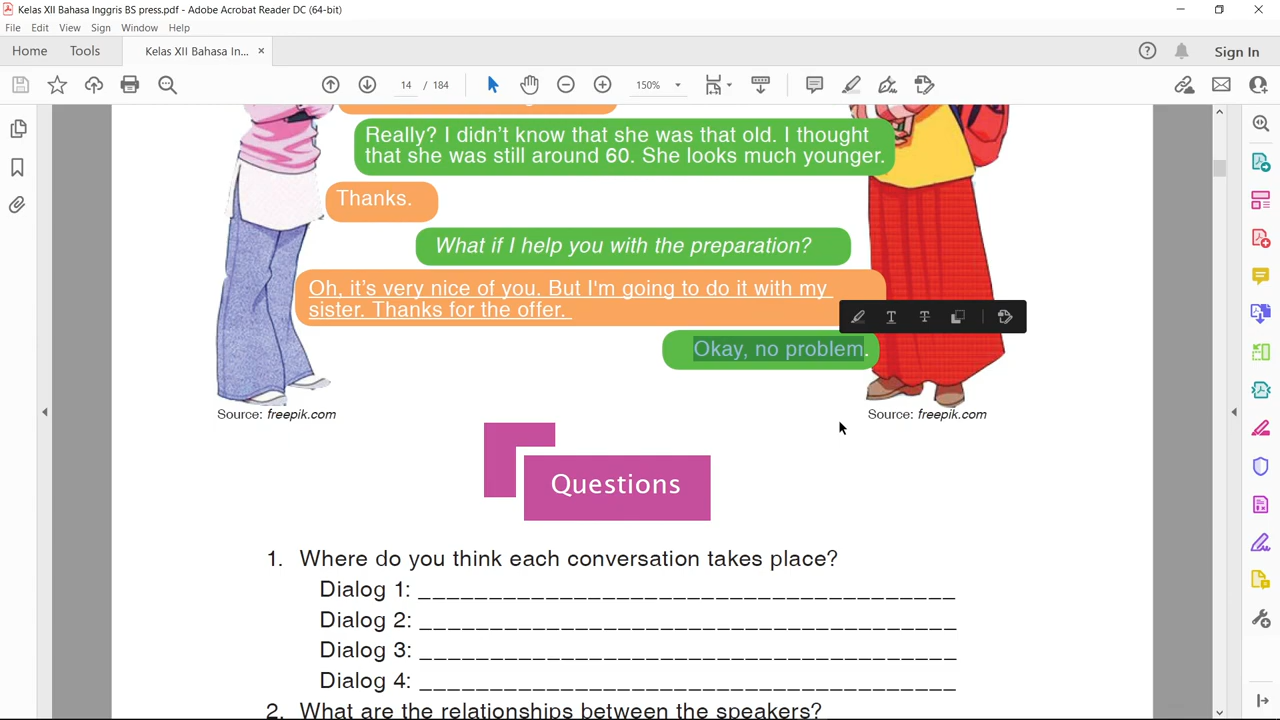 Kelas XII Bahasa Inggris BS press.pdf - Adobe Acrobat Reader DC (64-bit)
File Edit View Sign Window Help
Home Tools Kelas XII Bahasa In... × Sign In
14 / 184 150%
Really? I didn't know that she was that old. I thought
that she was still around 60. She looks much younger.
Thanks.
What if I help you with the preparation?
Oh, it's very nice of you. But I'm going to do it with my
sister. Thanks for the offer.
Okay, no problem.
Source: freepik.com Source: freepik.com
Questions
1. Where do you think each conversation takes place?
Dialog 1: ______________________________________
Dialog 2: ______________________________________
Dialog 3: ______________________________________
Dialog 4: ______________________________________
2. What are the relationships between the speakers?